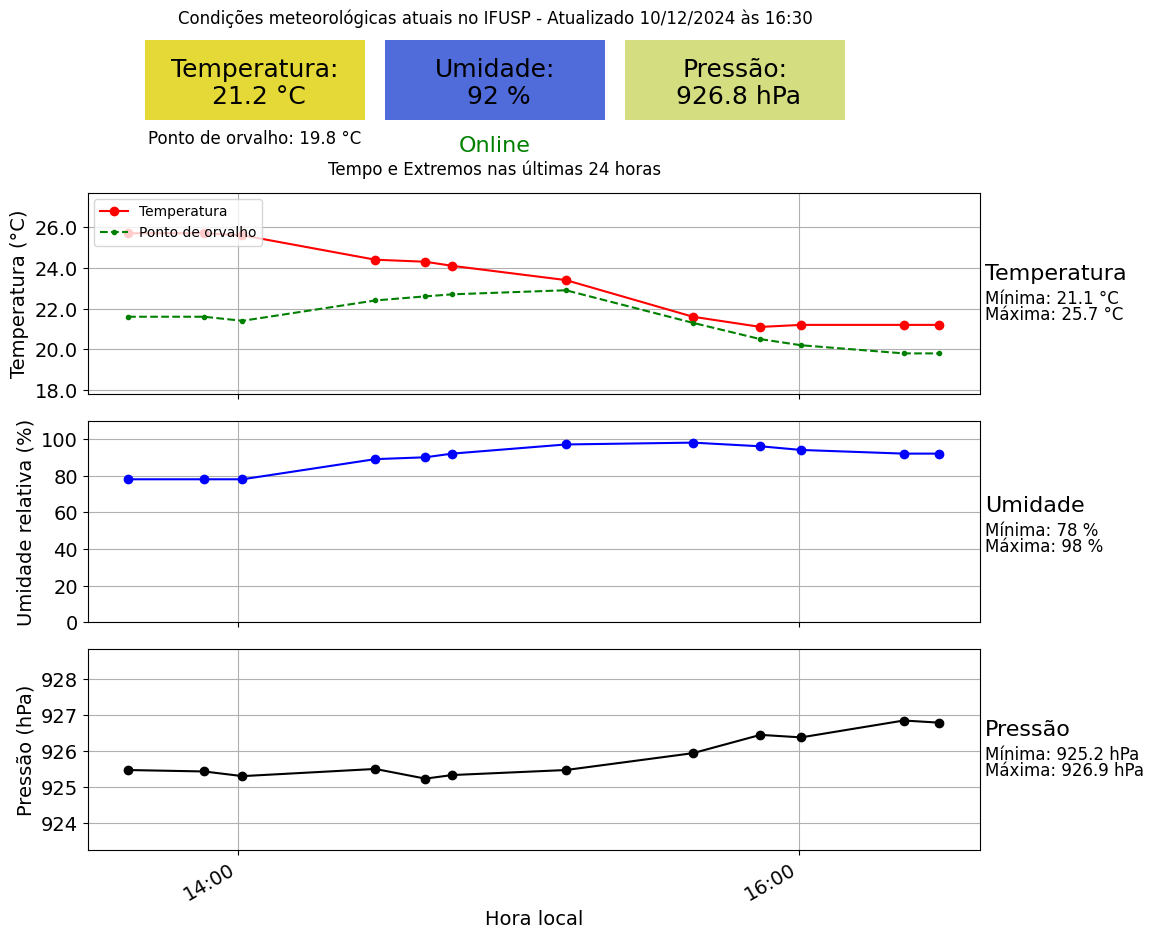 Condições meteorológicas atuais no IFUSP - Atualizado 10/12/2024 às 16:30
Temperatura:
21.2 °C
Umidade:
92 %
Pressão:
926.8 hPa
Ponto de orvalho: 19.8 °C
Online
Tempo e Extremos nas últimas 24 horas
Temperatura (°C)
26.0
24.0
22.0
20.0
18.0
Temperatura
Ponto de orvalho
Temperatura
Mínima: 21.1 °C
Máxima: 25.7 °C
Umidade relativa (%)
100
80
60
40
20
0
Umidade
Mínima: 78 %
Máxima: 98 %
Pressão (hPa)
928
927
926
925
924
Pressão
Mínima: 925.2 hPa
Máxima: 926.9 hPa
14:00
16:00
Hora local